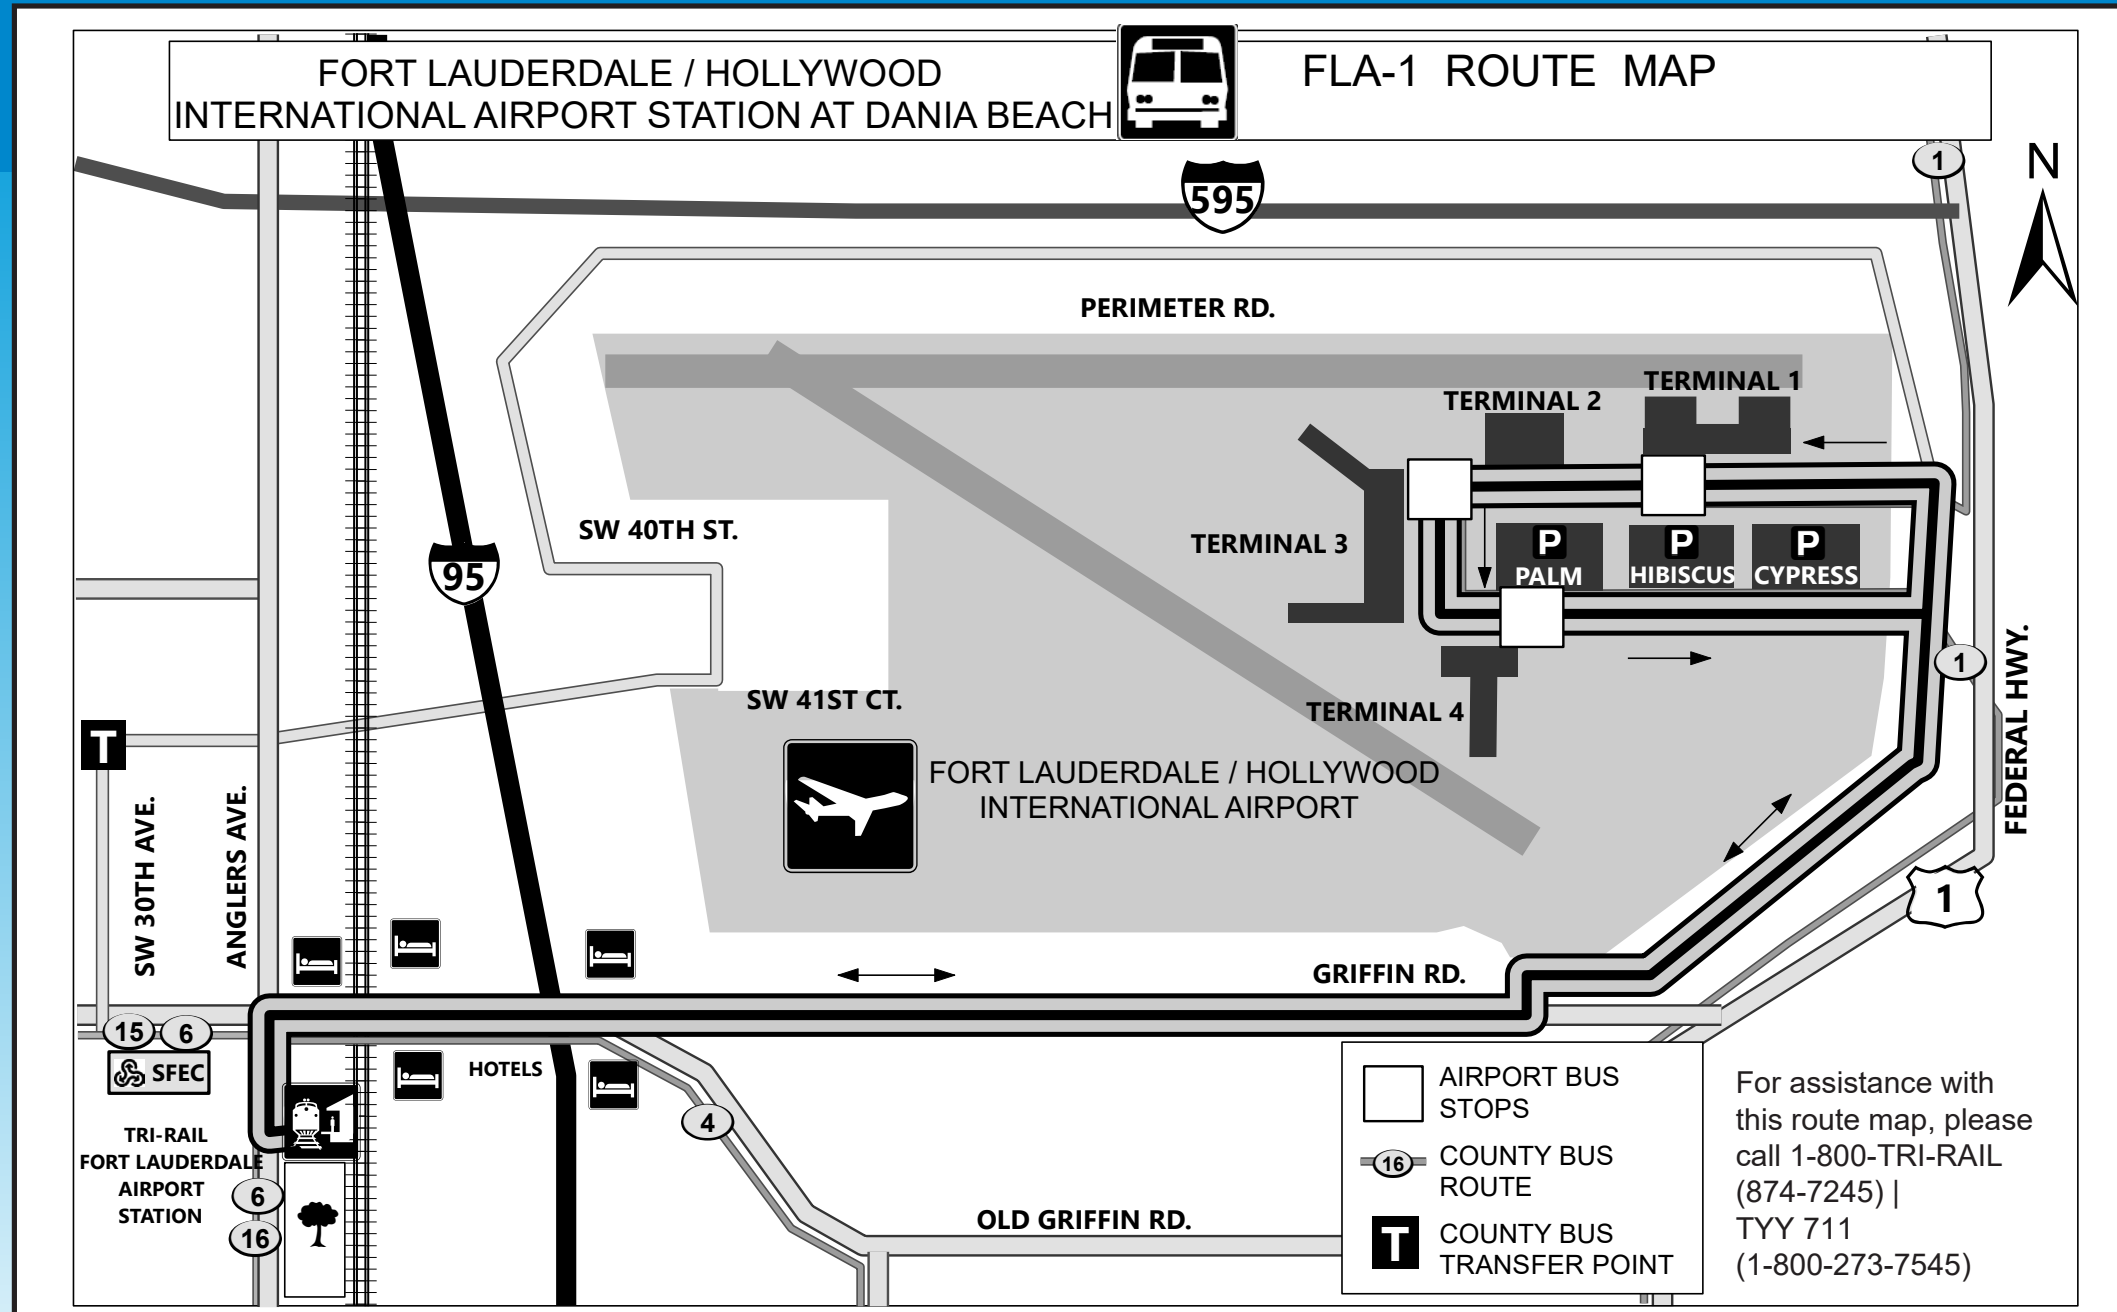 FORT LAUDERDALE / HOLLYWOOD
INTERNATIONAL AIRPORT STATION AT DANIA BEACH
FLA-1 ROUTE MAP
1
N
595
PERIMETER RD.
TERMINAL 1
TERMINAL 2
SW 40TH ST.
TERMINAL 3
P
PALM
P
HIBISCUS
P
CYPRESS
95
1
FEDERAL HWY.
SW 41ST CT.
TERMINAL 4
T
FORT LAUDERDALE / HOLLYWOOD
INTERNATIONAL AIRPORT
SW 30TH AVE.
ANGLERS AVE.
1
GRIFFIN RD.
15
6
SFEC
HOTELS
4
TRI-RAIL
FORT LAUDERDALE
AIRPORT
STATION
6
16
OLD GRIFFIN RD.
AIRPORT BUS
STOPS
16
COUNTY BUS
ROUTE
T
COUNTY BUS
TRANSFER POINT
For assistance with
this route map, please
call 1-800-TRI-RAIL
(874-7245) |
TYY 711
(1-800-273-7545)